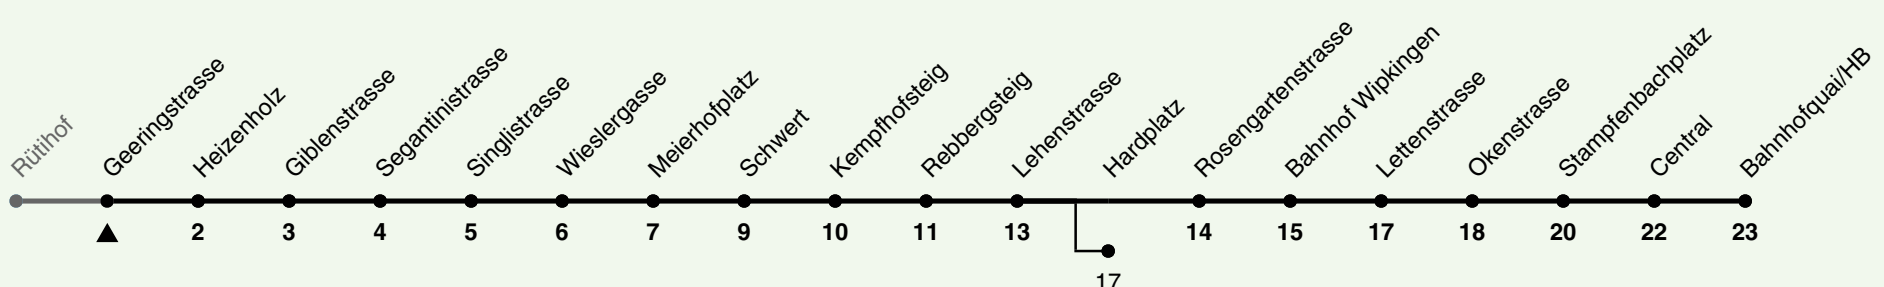 Rütihof
Geeringstrasse
Heizenholz
Giblenstrasse
Segantinistrasse
Singlistrasse
Wieslergasse
Meierhofplatz
Schwert
Kempfhofsteig
Rebbergsteig
Lehenstrasse
Hardplatz
Rosengartenstrasse
Bahnhof Wipkingen
Lettenstrasse
Okenstrasse
Stampfenbachplatz
Central
Bahnhofquai/HB
2 3 4 5 6 7 9 10 11 13 14 15 17 18 20 22 23
17